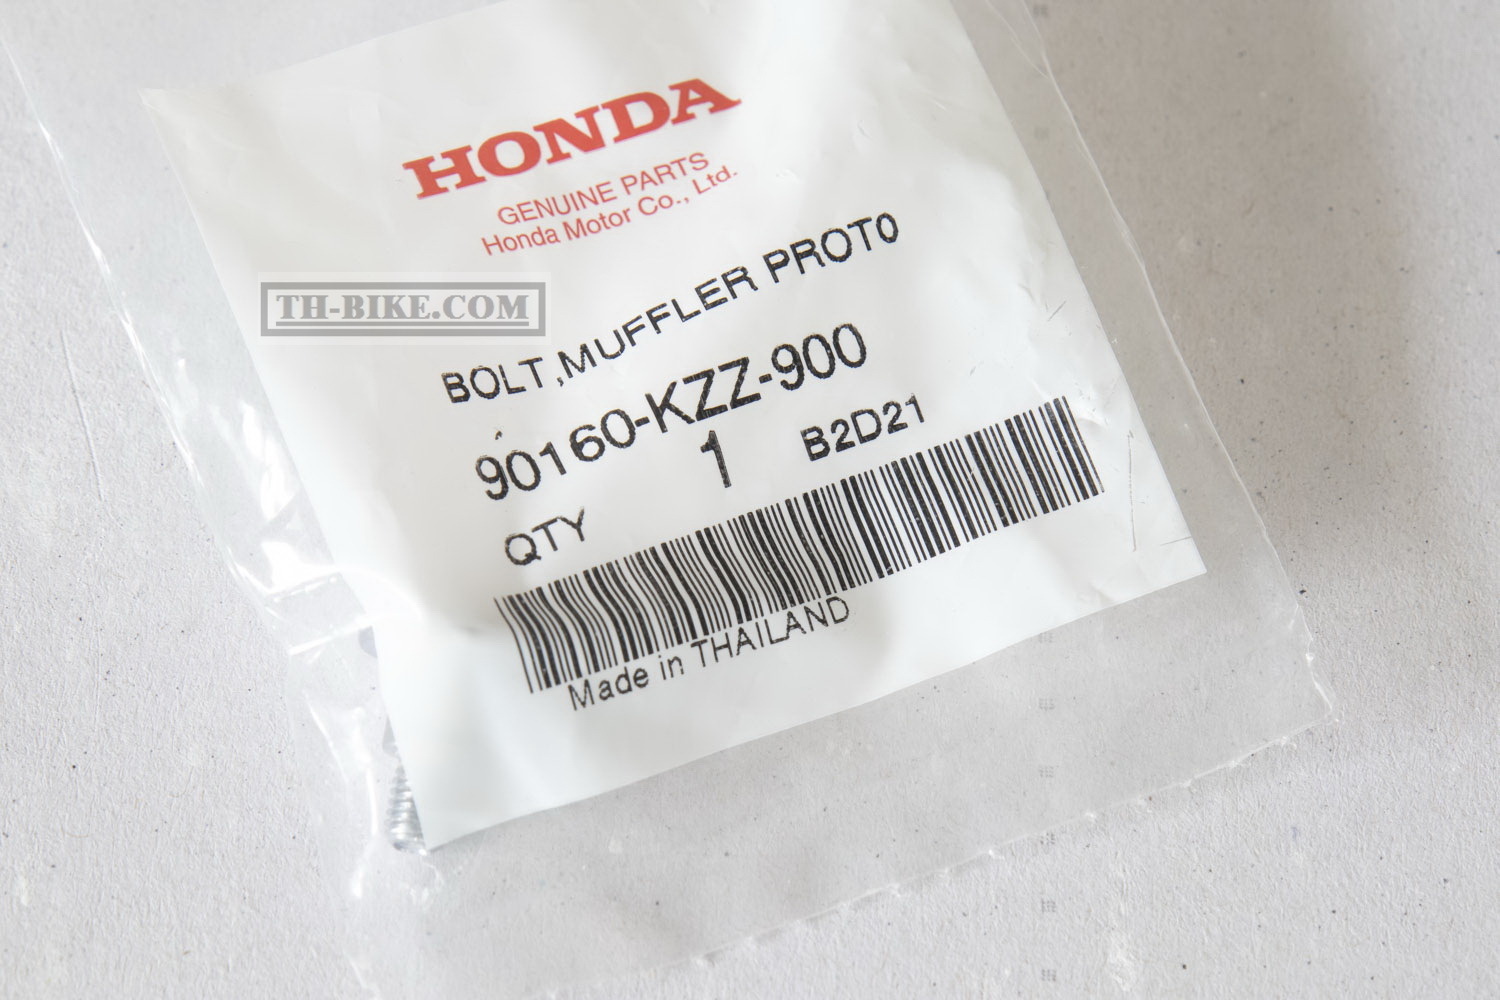 HONDA
GENUINE PARTS
Honda Motor Co., Ltd.
TH-BIKE.COM
BOLT,MUFFLER PROT0
90160-KZZ-900
1 B2D21
QTY
Made in THAILAND